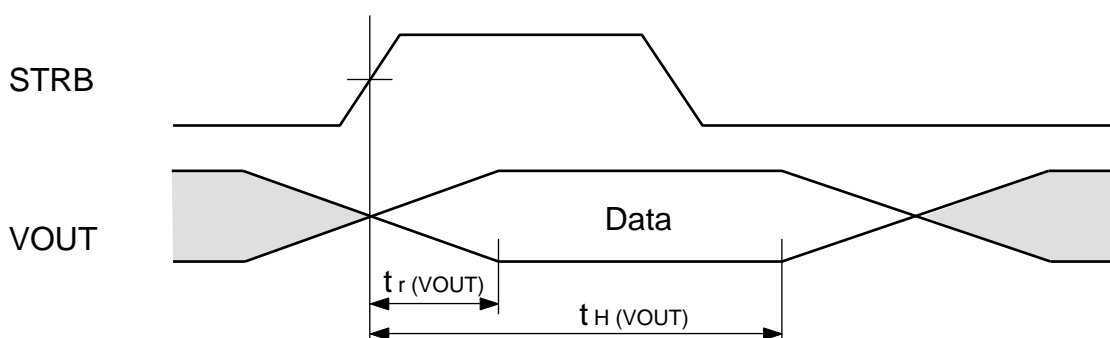 STRB
VOUT
Data
t r (VOUT)
t H (VOUT)